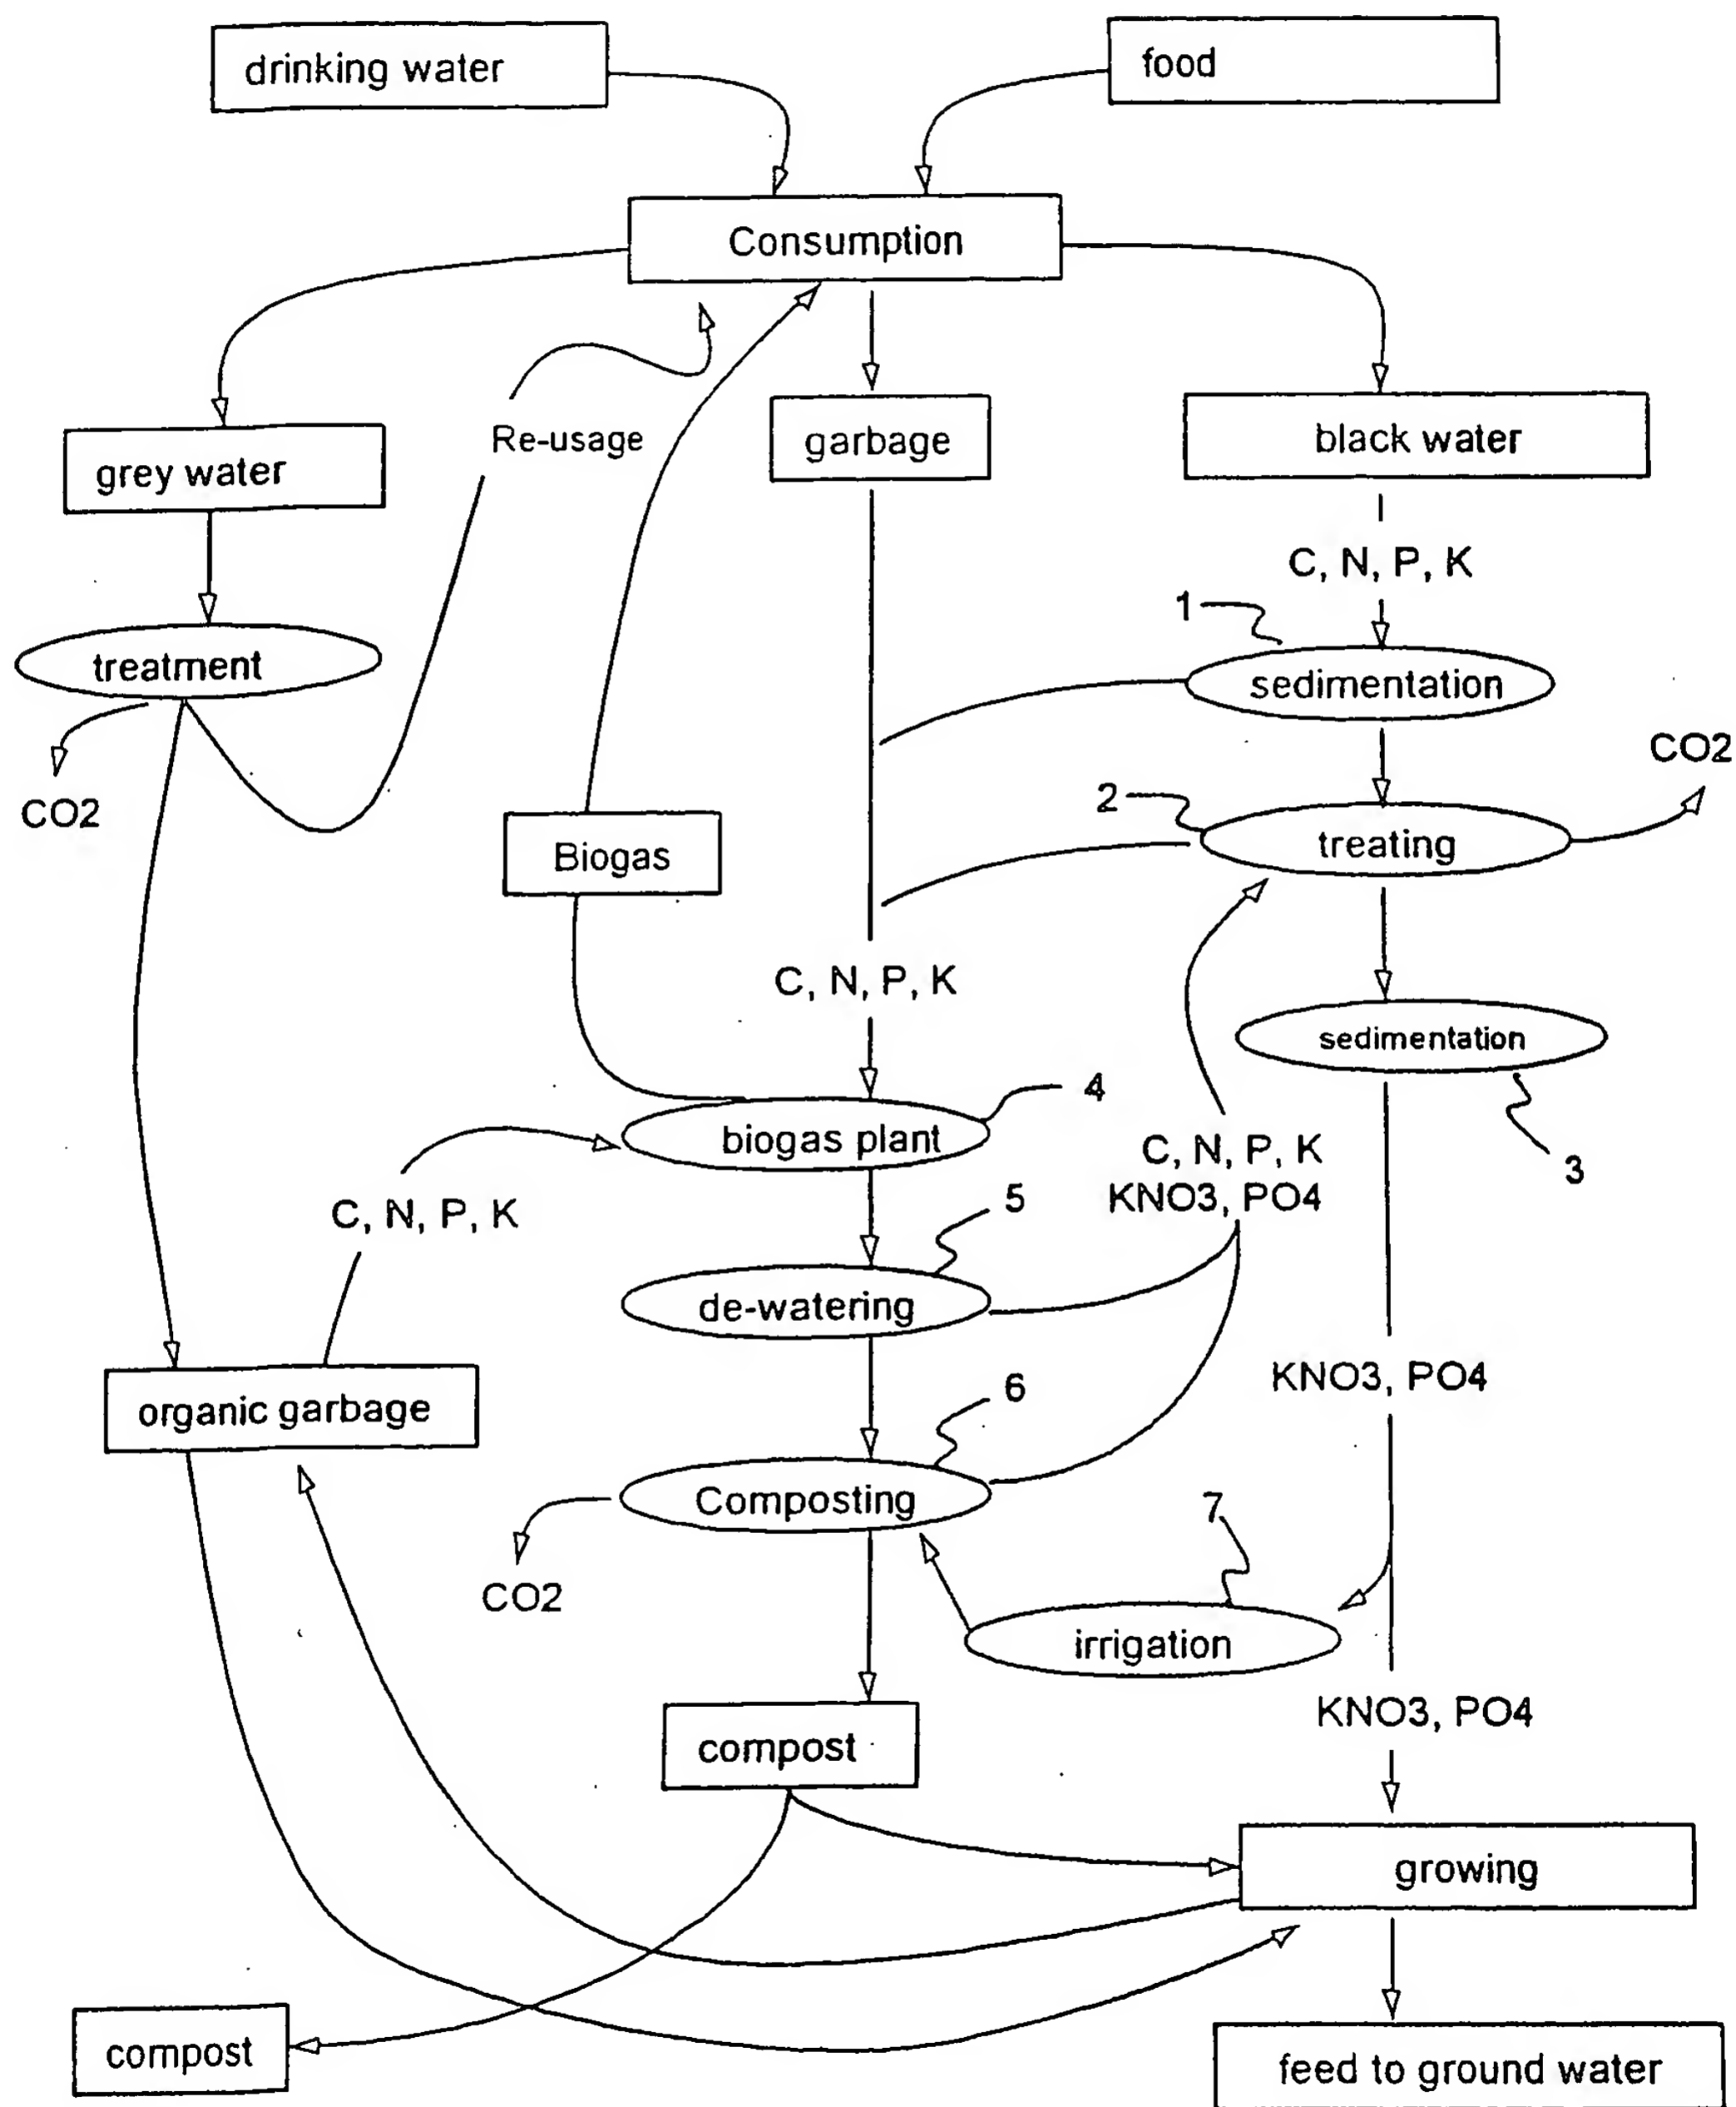 drinking water
food
Consumption
Re-usage
garbage
black water
grey water
C, N, P, K
1
treatment
sedimentation
CO2
CO2
2
treating
Biogas
C, N, P, K
sedimentation
4
biogas plant
C, N, P, K
KNO3, PO4
3
C, N, P, K
5
de-watering
KNO3, PO4
6
organic garbage
Composting
7
CO2
irrigation
KNO3, PO4
compost
growing
compost
feed to ground water